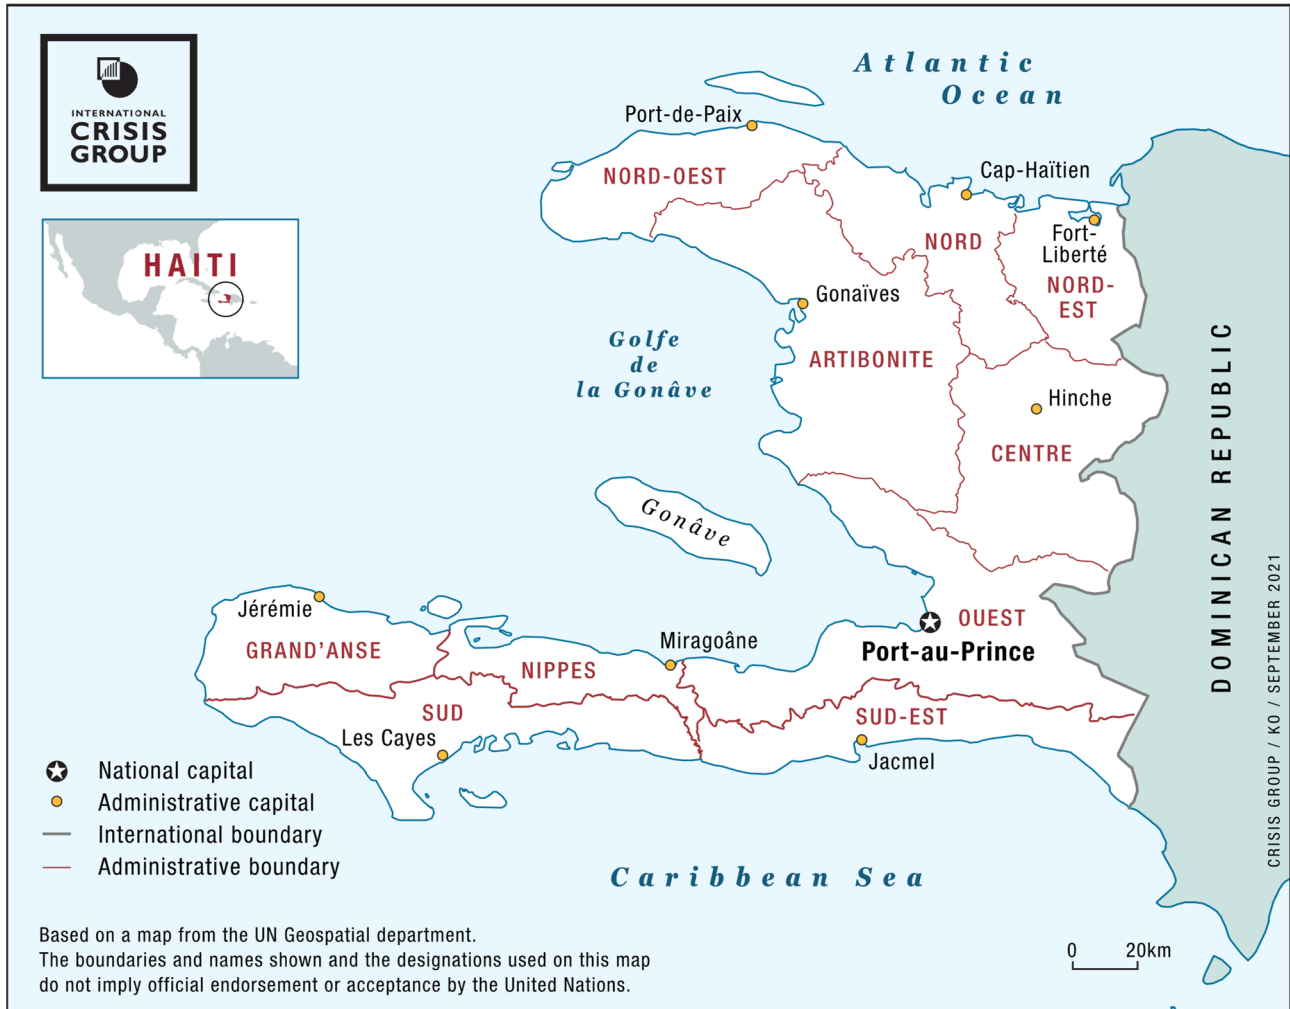 INTERNATIONAL
CRISIS
GROUP
HAITI
Atlantic
Ocean
Port-de-Paix
NORD-OEST
Cap-Haïtien
NORD
Fort-
Liberté
NORD-
EST
Gonaïves
Golfe
de
la Gonâve
ARTIBONITE
Hinche
CENTRE
DOMINICAN REPUBLIC
Gonâve
Jérémie
GRAND'ANSE
Miragoâne
NIPPES
OUEST
Port-au-Prince
SUD
Les Cayes
SUD-EST
Jacmel
National capital
Administrative capital
International boundary
Administrative boundary
Caribbean Sea
Based on a map from the UN Geospatial department.
The boundaries and names shown and the designations used on this map
do not imply official endorsement or acceptance by the United Nations.
0 20km
CRISIS GROUP / KO / SEPTEMBER 2021